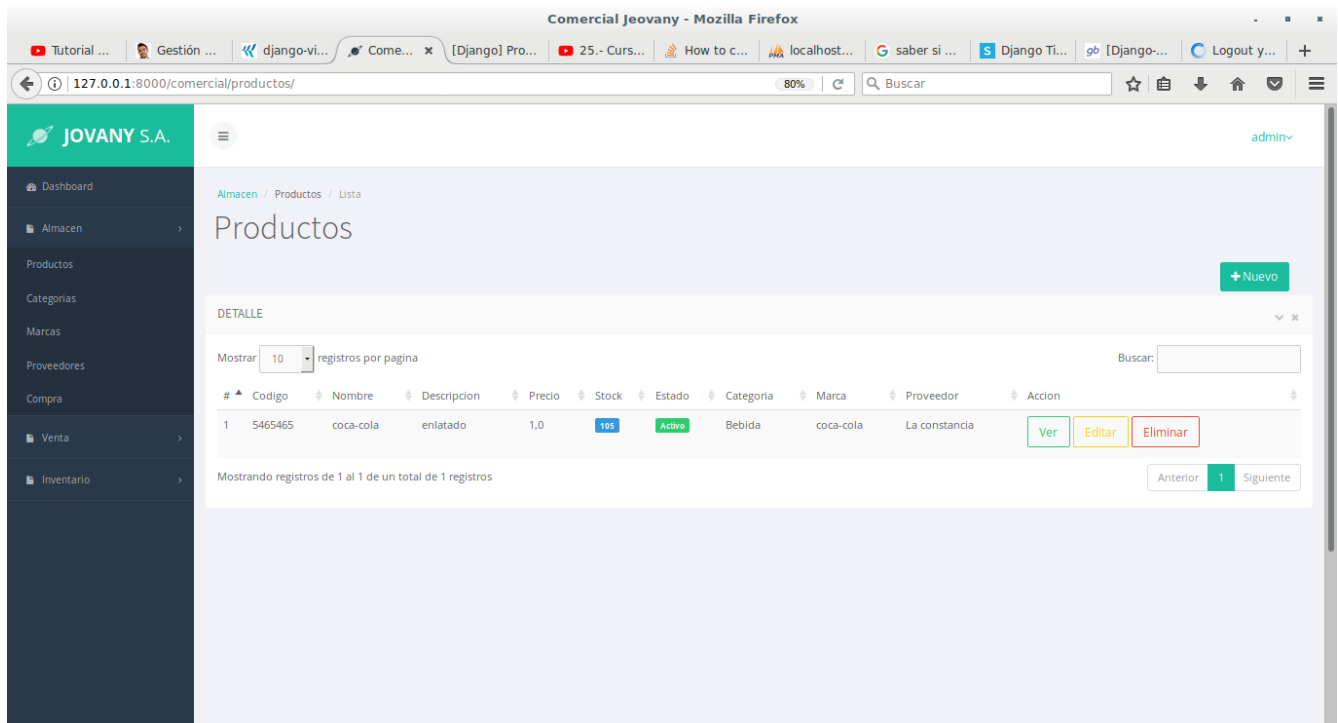 Comercial Jeovany - Mozilla Firefox
Tutorial ... Gestión ... django-vi... Come... [Django] Pro... 25.- Curs... How to c... localhost... saber si ... Django Ti... [Django-... Logout y...
127.0.0.1:8000/comercial/productos/ 80% Buscar
JOVANY S.A. admin
Dashboard
Almacen / Productos / Lista
Almacen
Productos
Productos
Categorias
+Nuevo
Marcas
DETALLE
Proveedores
Mostrar 10 registros por pagina Buscar:
Compra
# Codigo Nombre Descripcion Precio Stock Estado Categoria Marca Proveedor Accion
1 5465465 coca-cola enlatado 1,0 105 Activo Bebida coca-cola La constancia Ver Editar Eliminar
Venta
Inventario
Mostrando registros de 1 al 1 de un total de 1 registros Anterior 1 Siguiente